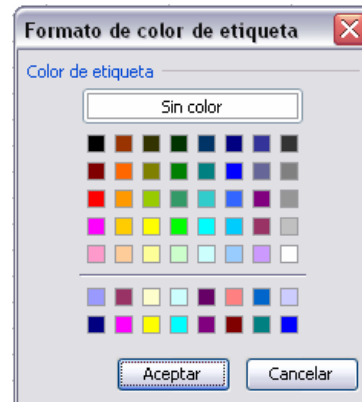 Formato de color de etiqueta
Color de etiqueta
Sin color
Aceptar
Cancelar